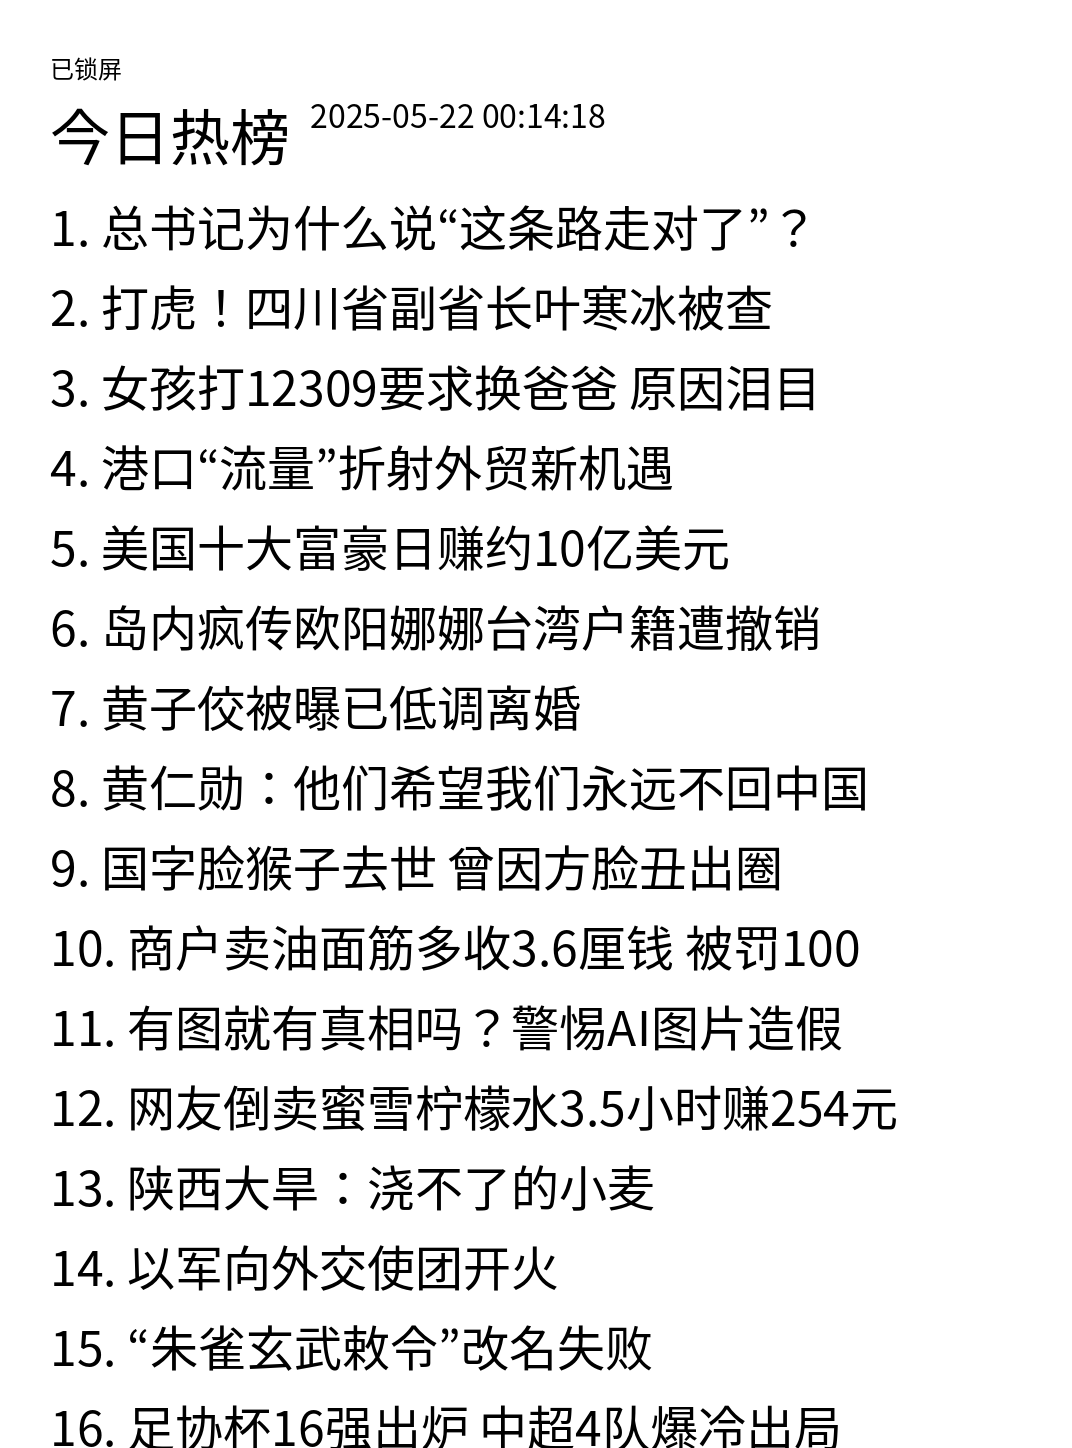 已锁屏
今日热榜 2025-05-22 00:14:18
1. 总书记为什么说“这条路走对了”？
2. 打虎！四川省副省长叶寒冰被查
3. 女孩打12309要求换爸爸 原因泪目
4. 港口“流量”折射外贸新机遇
5. 美国十大富豪日赚约10亿美元
6. 岛内疯传欧阳娜娜台湾户籍遭撤销
7. 黄子佼被曝已低调离婚
8. 黄仁勋：他们希望我们永远不回中国
9. 国字脸猴子去世 曾因方脸丑出圈
10. 商户卖油面筋多收3.6厘钱 被罚100
11. 有图就有真相吗？警惕AI图片造假
12. 网友倒卖蜜雪柠檬水3.5小时赚254元
13. 陕西大旱：浇不了的小麦
14. 以军向外交使团开火
15. “朱雀玄武敕令”改名失败
16. 足协杯16强出炉 中超4队爆冷出局